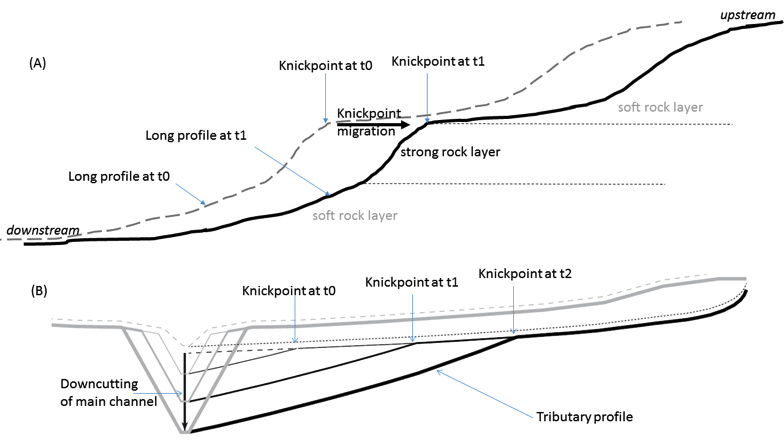 upstream
(A)
Knickpoint at t0
Knickpoint at t1
soft rock layer
Knickpoint
migration
Long profile at t1
strong rock layer
Long profile at t0
soft rock layer
downstream
(B)
Knickpoint at t0
Knickpoint at t1
Knickpoint at t2
Downcutting
of main channel
Tributary profile